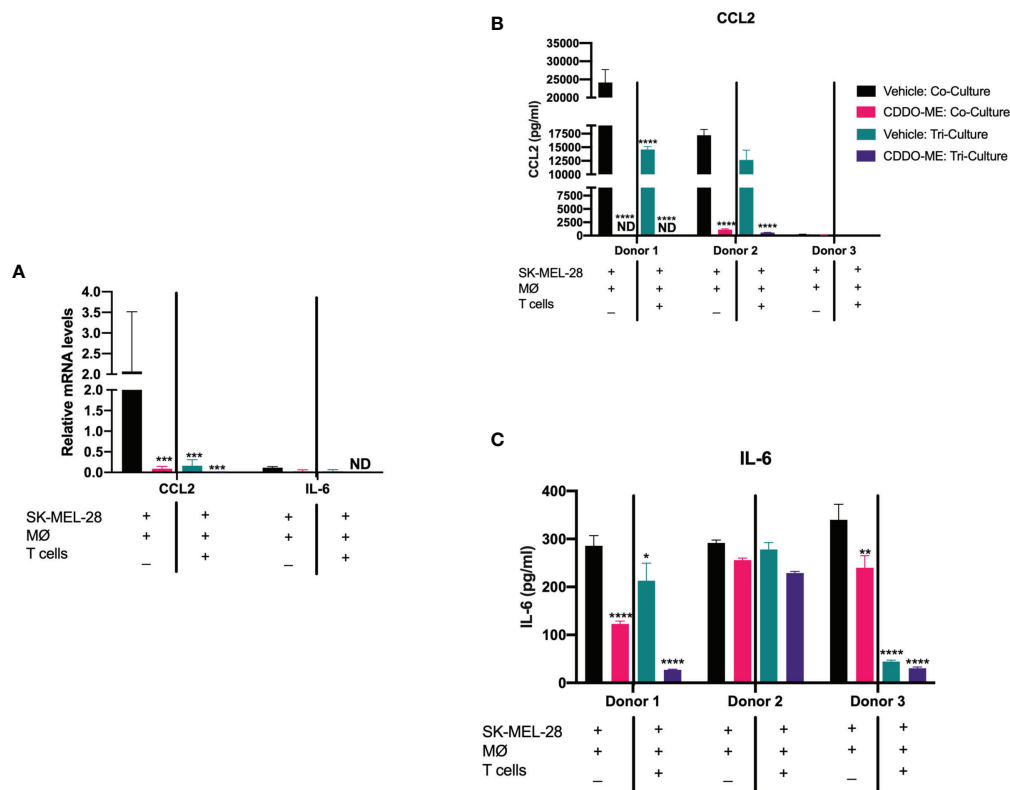 A
Relative mRNA levels
4.0
3.5
3.0
2.5
2.0
2.0
1.5
1.0
0.5
0.0
***
***
***
ND
CCL2
IL-6
SK-MEL-28 + + + +
MØ + + + +
T cells – + – +
B
CCL2
CCL2 (pg/ml)
35000
30000
25000
20000
17500
15000
12500
10000
7500
5000
2500
0
****
ND
****
****
ND
****
****
Donor 1
Donor 2
Donor 3
SK-MEL-28 + + + + + +
MØ + + + + + +
T cells – + – + – +
Vehicle: Co-Culture
CDDO-ME: Co-Culture
Vehicle: Tri-Culture
CDDO-ME: Tri-Culture
C
IL-6
IL-6 (pg/ml)
400
300
200
100
0
****
*
****
**
****
****
Donor 1
Donor 2
Donor 3
SK-MEL-28 + + + + + +
MØ + + + + + +
T cells – + – + – +